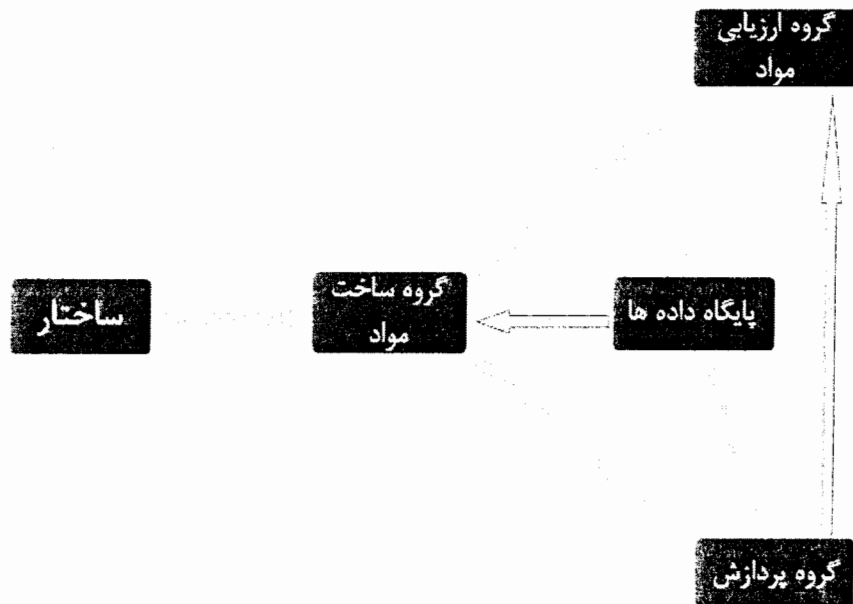 گروه ارزیابی
مواد
پایگاه داده ها
گروه ساخت
مواد
ساختار
گروه پردازش